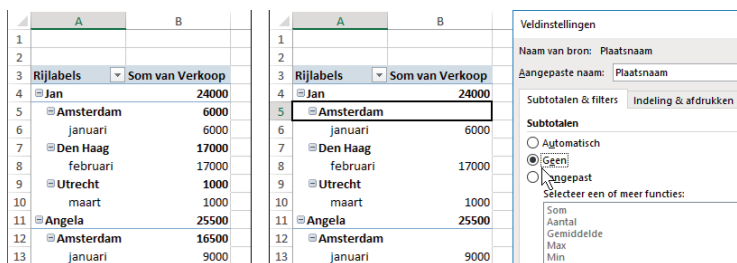 A B
1
2
3 Rijlabels Som van Verkoop
4 Jan 24000
5 Amsterdam 6000
6 januari 6000
7 Den Haag 17000
8 februari 17000
9 Utrecht 1000
10 maart 1000
11 Angela 25500
12 Amsterdam 16500
13 januari 9000
A B
1
2
3 Rijlabels Som van Verkoop
4 Jan 24000
5 Amsterdam
6 januari 6000
7 Den Haag
8 februari 17000
9 Utrecht
10 maart 1000
11 Angela 25500
12 Amsterdam
13 januari 9000
Veldinstellingen
Naam van bron: Plaatsnaam
Aangepaste naam: Plaatsnaam
Subtotalen & filters Indeling & afdrukken
Subtotalen
Automatisch
Geen
Aangepast
Selecteer een of meer functies:
Som
Aantal
Gemiddelde
Max
Min